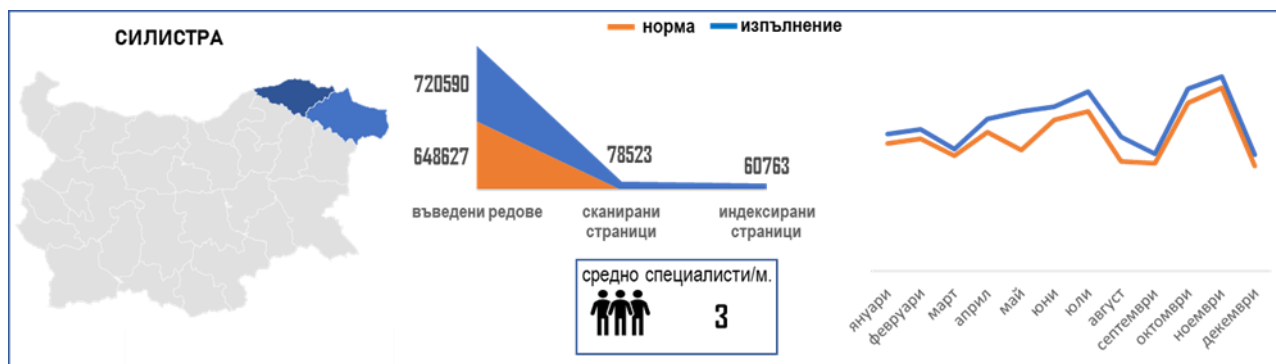 СИЛИСТРА
норма
изпълнение
720590
648627
78523
60763
въведени редове
сканирани
страници
индексирани
страници
средно специалисти/м.
3
януари
февруари
март
април
май
юни
юли
август
септември
октомври
ноември
декември